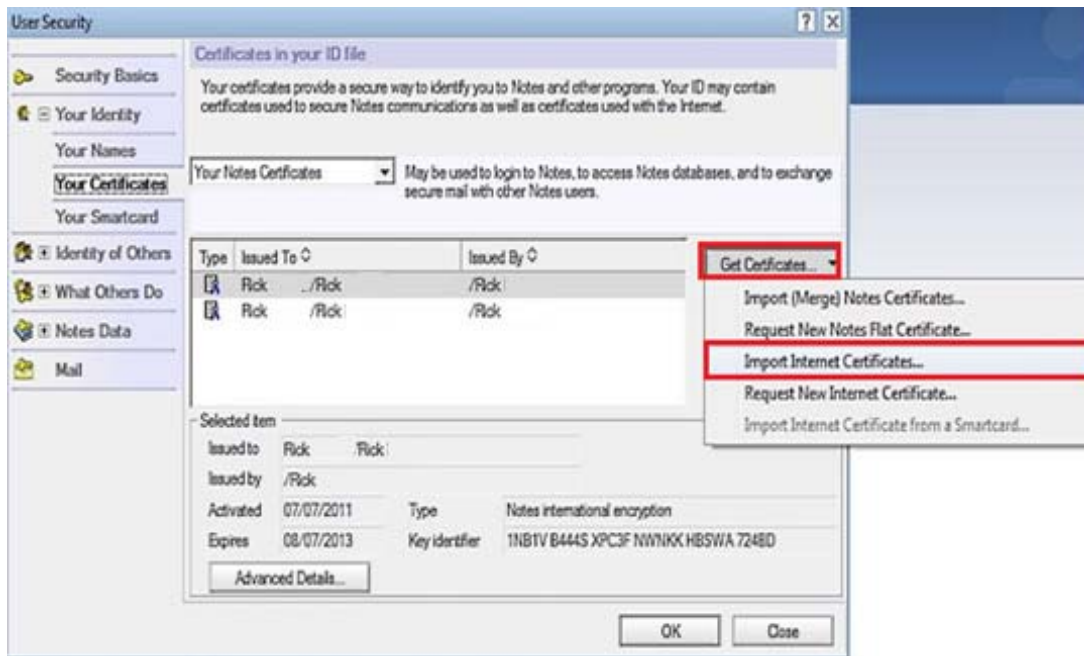 User Security
Certificates in your ID file
Security Basics
Your Identity
Your Names
Your Certificates
Your Smartcard
Identity of Others
What Others Do
Notes Data
Mail
Your certificates provide a secure way to identify you to Notes and other programs. Your ID may contain
certificates used to secure Notes communications as well as certificates used with the Internet.
Your Notes Certificates
May be used to login to Notes, to access Notes databases, and to exchange
secure mail with other Notes users.
Type Issued To Issued By
Rick ../Rick /Rick
Rick /Rick /Rick
Get Certificates...
Import (Merge) Notes Certificates...
Request New Notes Flat Certificate...
Import Internet Certificates...
Request New Internet Certificate...
Import Internet Certificate from a Smartcard...
Selected item
Issued to Rick /Rick
Issued by /Rick
Activated 07/07/2011 Type Notes international encryption
Expires 08/07/2013 Key identifier 1NB1V B444S XPC3F NWNKK HBSWA 724BD
Advanced Details...
OK Close